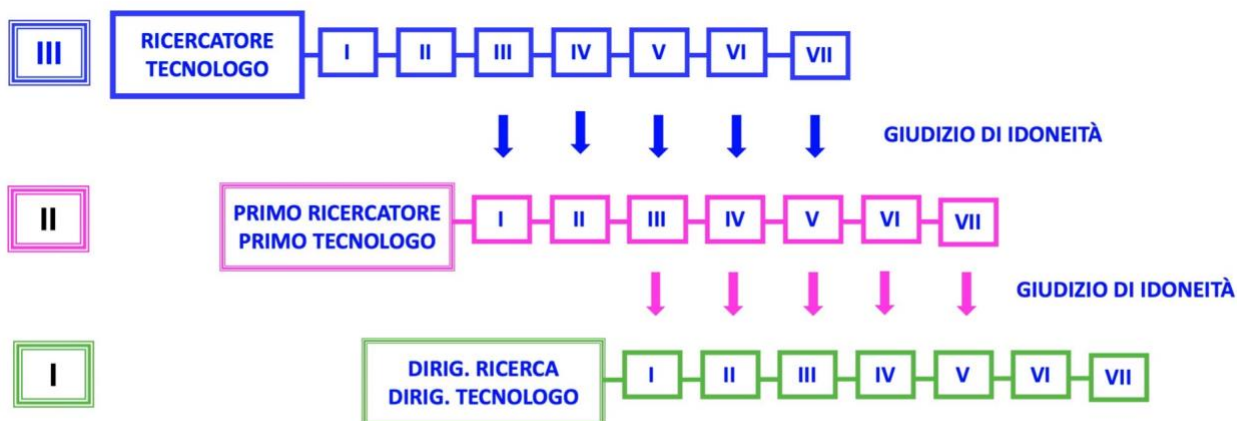 III
RICERCATORE
TECNOLOGO
I II III IV V VI VII
GIUDIZIO DI IDONEITÀ
II
PRIMO RICERCATORE
PRIMO TECNOLOGO
I II III IV V VI VII
GIUDIZIO DI IDONEITÀ
I
DIRIG. RICERCA
DIRIG. TECNOLOGO
I II III IV V VI VII